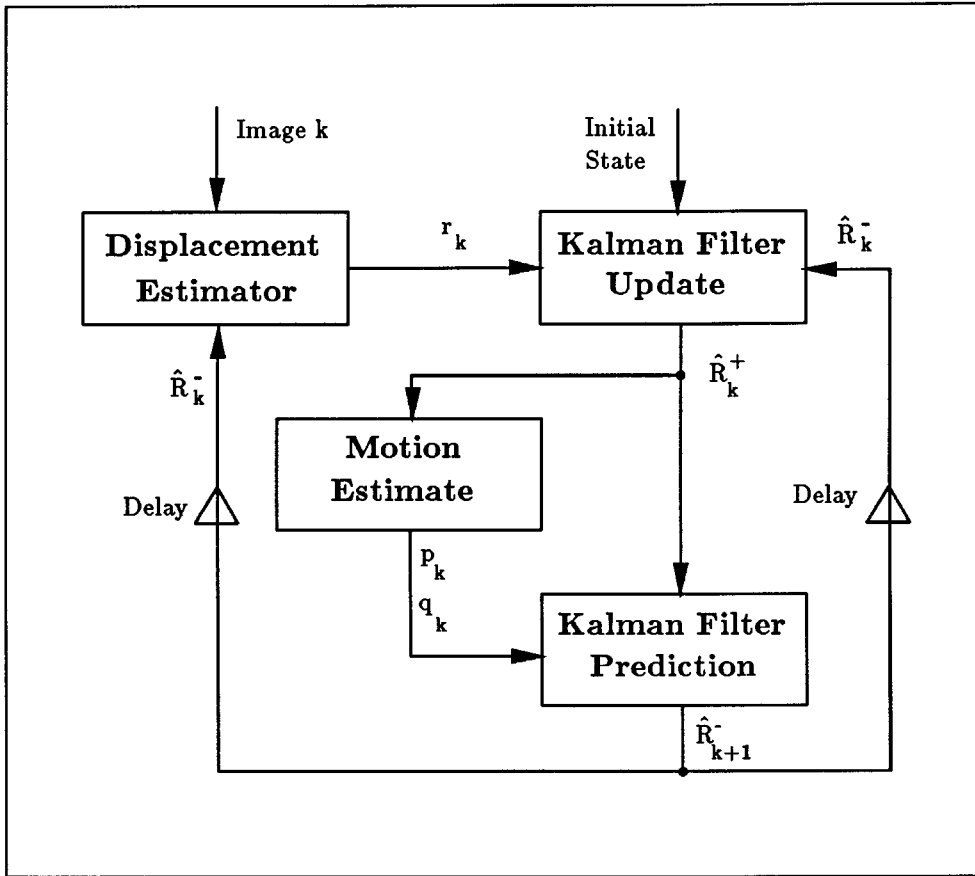 Image k
Initial
State
Displacement
Estimator
r_k
Kalman Filter
Update
R̂_k^-
R̂_k^-
R̂_k^+
Motion
Estimate
Delay
Delay
p_k
q_k
Kalman Filter
Prediction
R̂_{k+1}^-